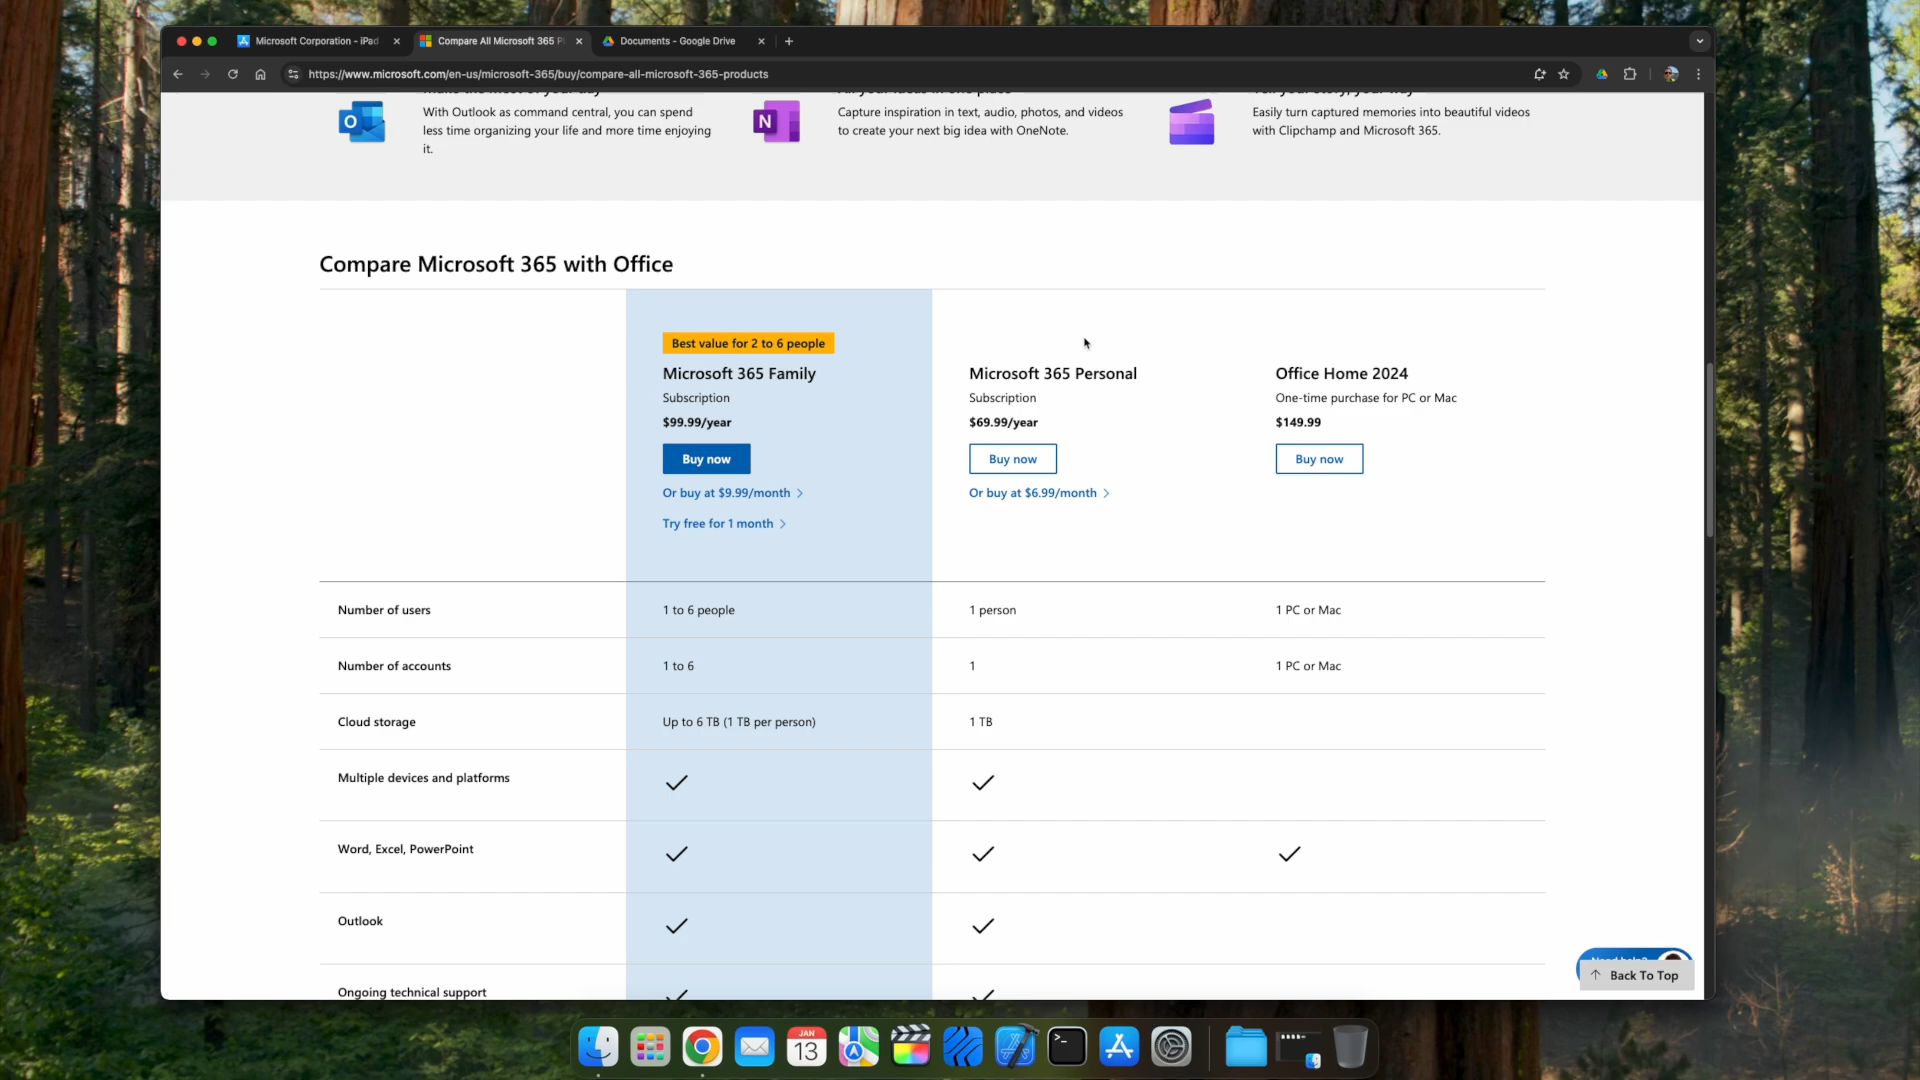 Microsoft Corporation - iPad
Compare All Microsoft 365 P
Documents - Google Drive
https://www.microsoft.com/en-us/microsoft-365/buy/compare-all-microsoft-365-products
With Outlook as command central, you can spend
less time organizing your life and more time enjoying
it.
Capture inspiration in text, audio, photos, and videos
to create your next big idea with OneNote.
Easily turn captured memories into beautiful videos
with Clipchamp and Microsoft 365.
Compare Microsoft 365 with Office
Best value for 2 to 6 people
Microsoft 365 Family
Subscription
$99.99/year
Buy now
Or buy at $9.99/month
Try free for 1 month
Microsoft 365 Personal
Subscription
$69.99/year
Buy now
Or buy at $6.99/month
Office Home 2024
One-time purchase for PC or Mac
$149.99
Buy now
Number of users
1 to 6 people
1 person
1 PC or Mac
Number of accounts
1 to 6
1
1 PC or Mac
Cloud storage
Up to 6 TB (1 TB per person)
1 TB
Multiple devices and platforms
Word, Excel, PowerPoint
Outlook
Ongoing technical support
Back To Top
JAN
13